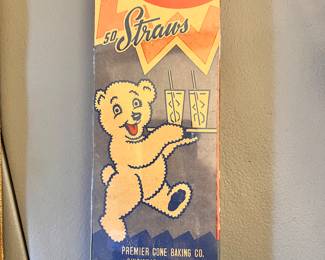 50 Straws
PREMIER CONE BAKING CO.